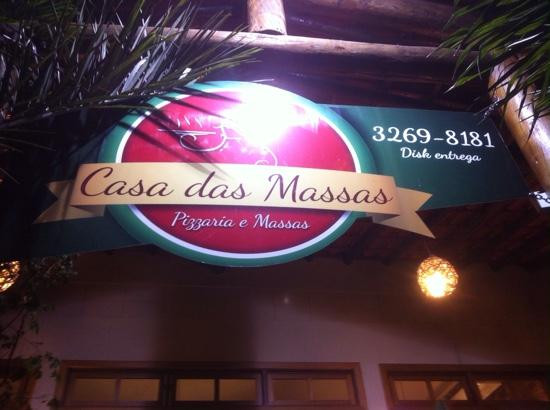 Casa das Massas
Pizzaria e Massas
3269-8181
Disk entrega